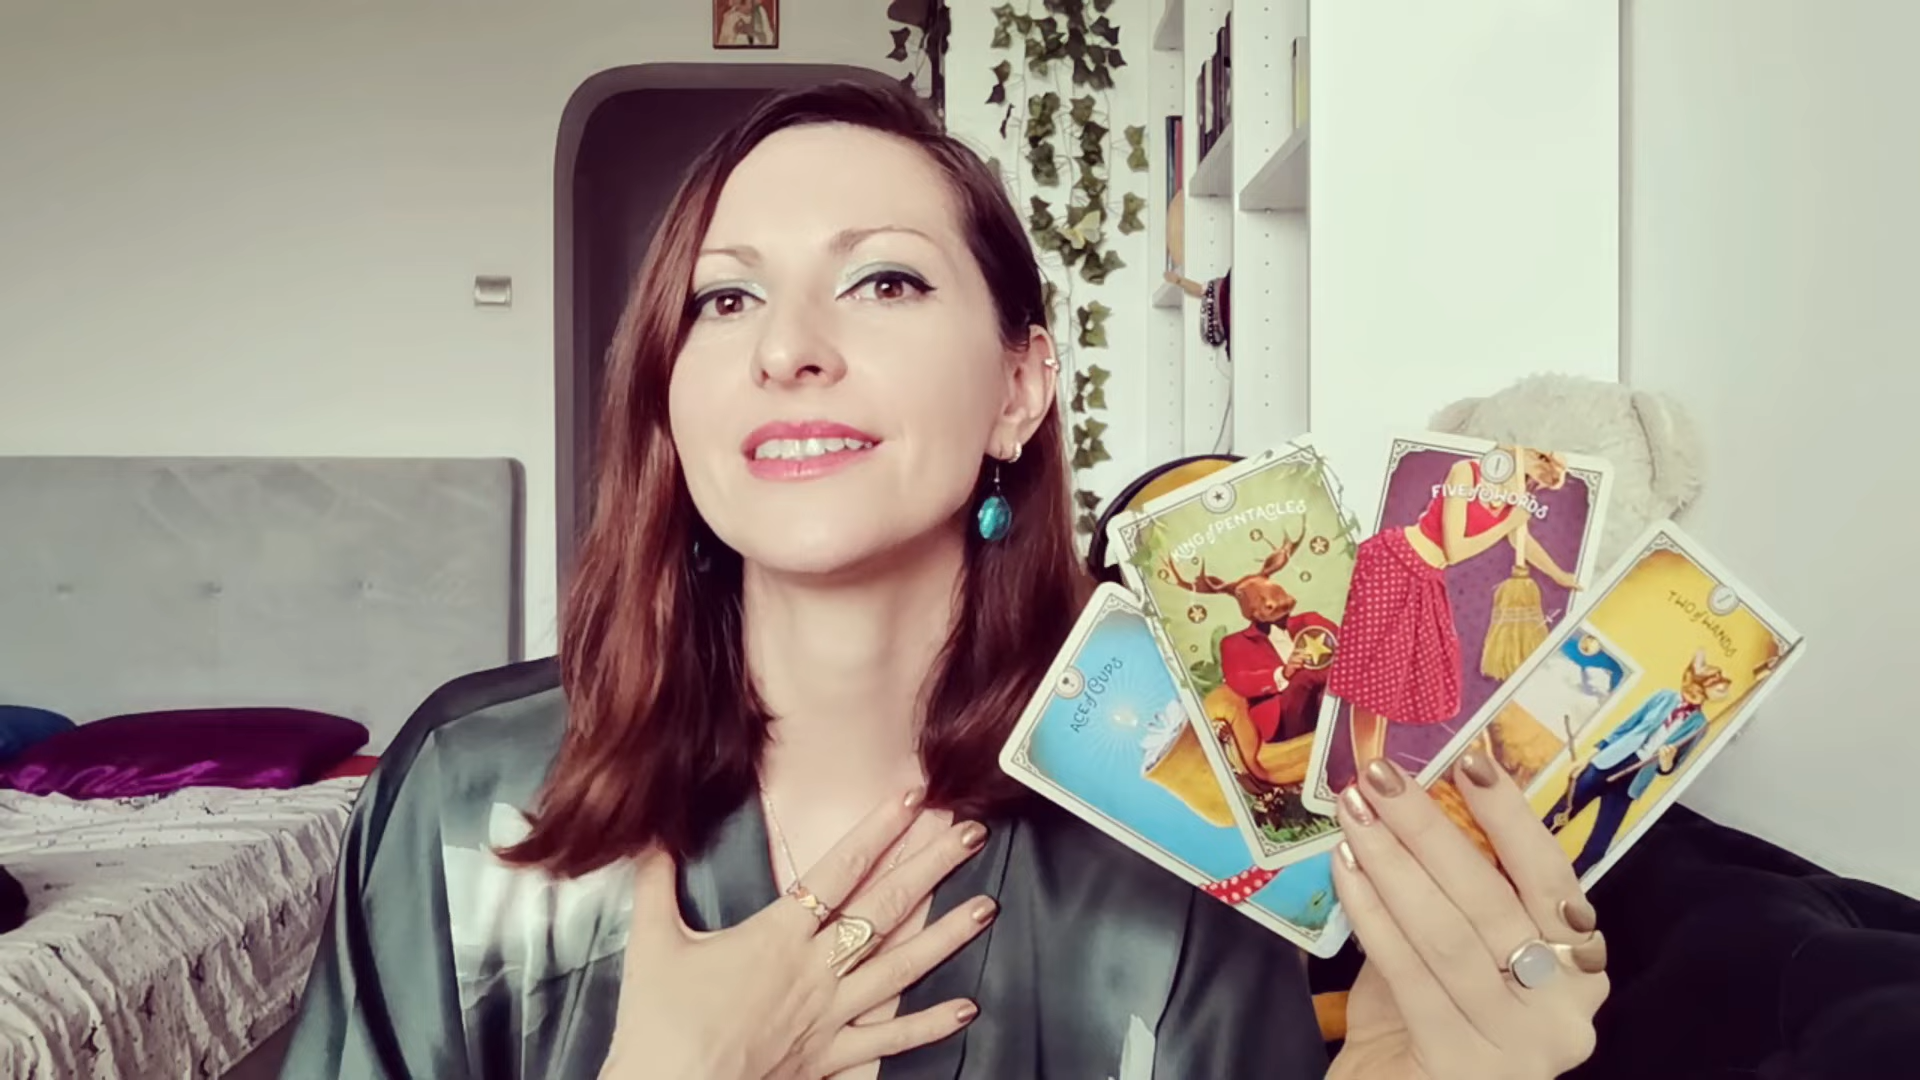 ACE of CUPS
KING of PENTACLES
FIVE of SWORDS
TWO of WANDS